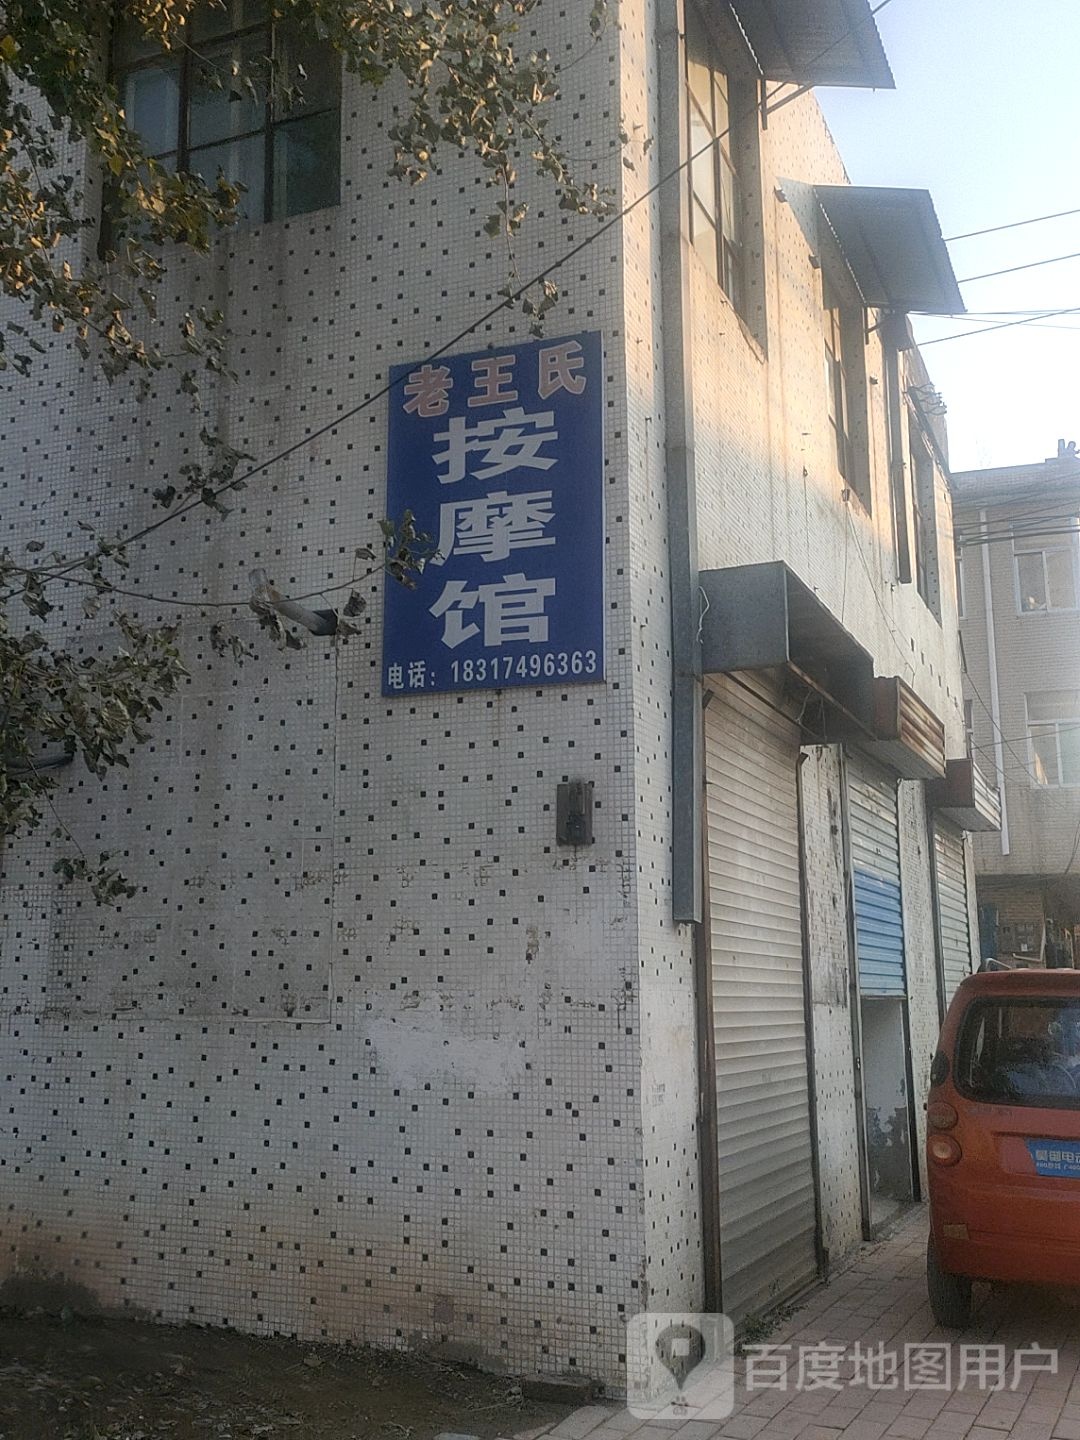 老王氏
按
摩
馆
电话：18317496363
百度地图用户